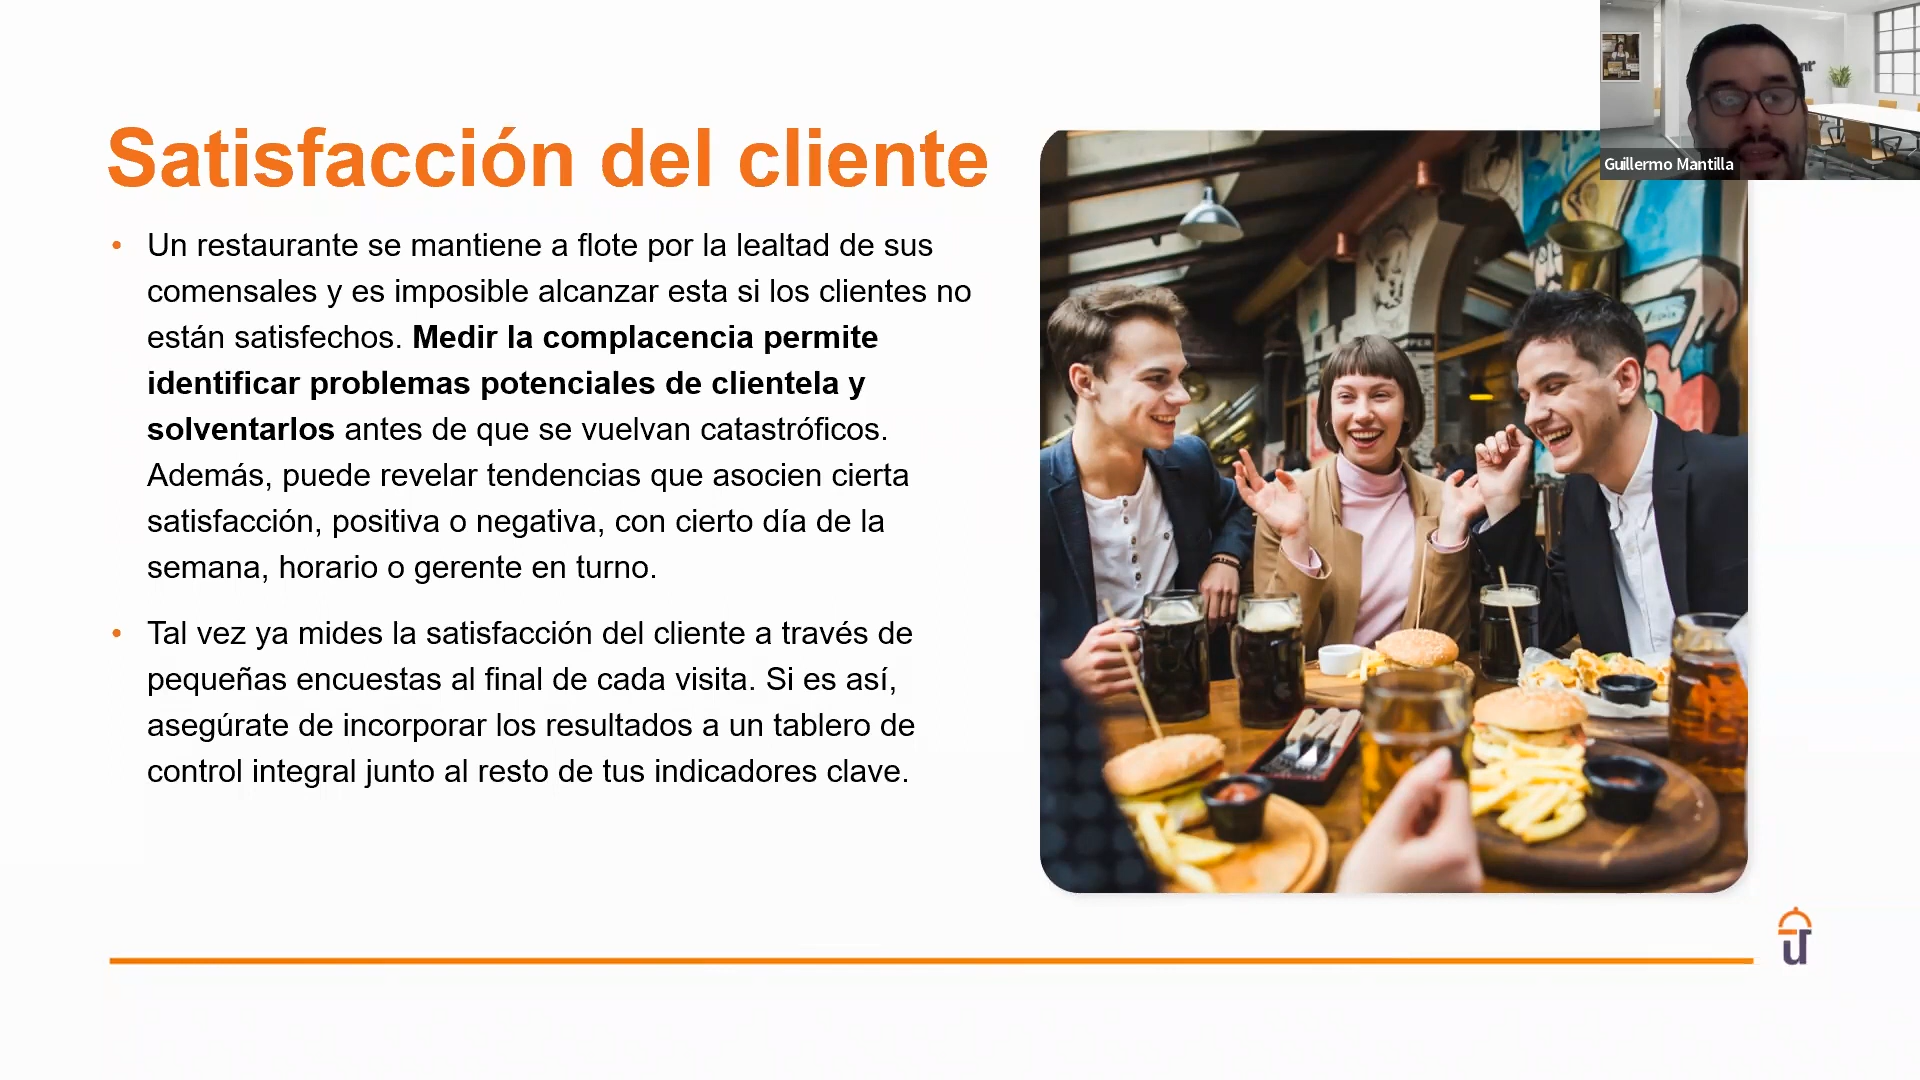 Satisfacción del cliente
• Un restaurante se mantiene a flote por la lealtad de sus
comensales y es imposible alcanzar esta si los clientes no
están satisfechos. Medir la complacencia permite
identificar problemas potenciales de clientela y
solventarlos antes de que se vuelvan catastróficos.
Además, puede revelar tendencias que asocien cierta
satisfacción, positiva o negativa, con cierto día de la
semana, horario o gerente en turno.
• Tal vez ya mides la satisfacción del cliente a través de
pequeñas encuestas al final de cada visita. Si es así,
asegúrate de incorporar los resultados a un tablero de
control integral junto al resto de tus indicadores clave.
Guillermo Mantilla